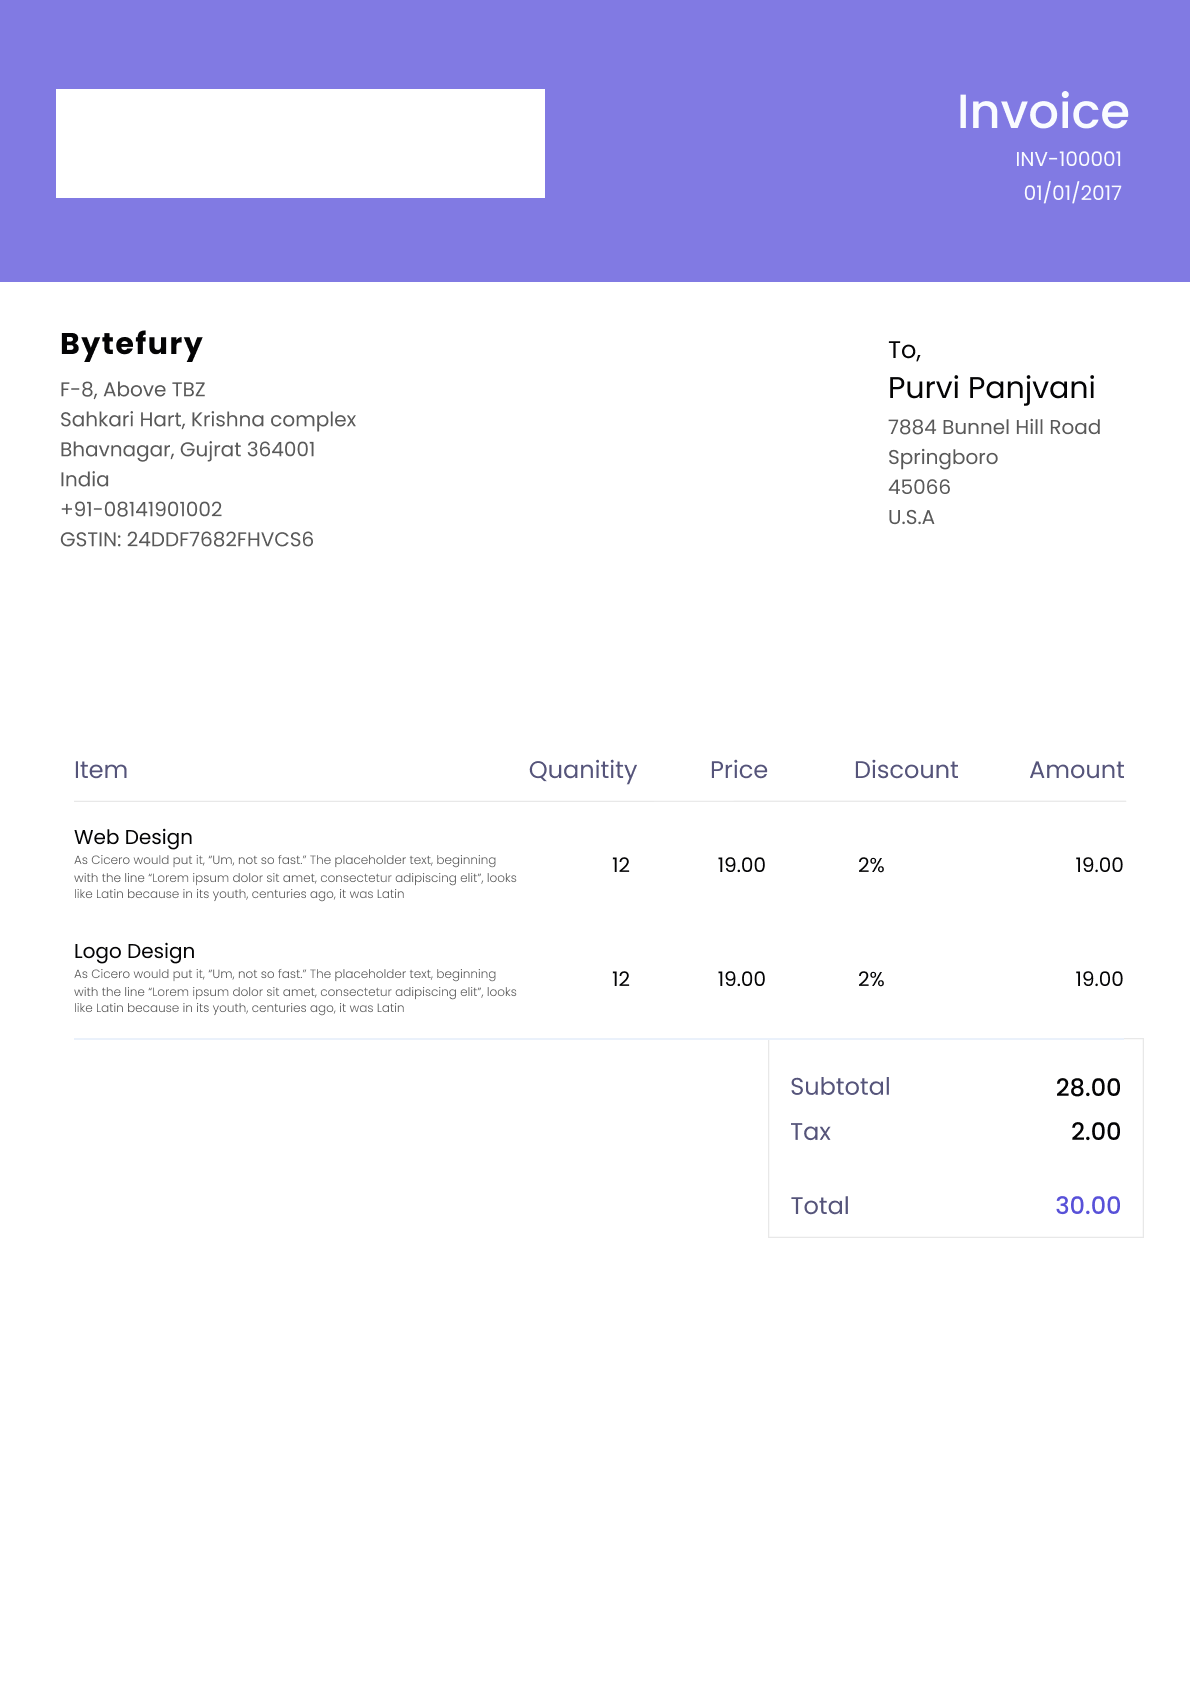 Invoice
INV-100001
01/01/2017
Bytefury
F-8, Above TBZ
Sahkari Hart, Krishna complex
Bhavnagar, Gujrat 364001
India
+91-08141901002
GSTIN: 24DDF7682FHVCS6
To,
Purvi Panjvani
7884 Bunnel Hill Road
Springboro
45066
U.S.A
Item Quanitity Price Discount Amount
Web Design
As Cicero would put it, “Um, not so fast.” The placeholder text, beginning
with the line “Lorem ipsum dolor sit amet, consectetur adipiscing elit”, looks
like Latin because in its youth, centuries ago, it was Latin
12 19.00 2% 19.00
Logo Design
As Cicero would put it, “Um, not so fast.” The placeholder text, beginning
with the line “Lorem ipsum dolor sit amet, consectetur adipiscing elit”, looks
like Latin because in its youth, centuries ago, it was Latin
12 19.00 2% 19.00
Subtotal 28.00
Tax 2.00
Total 30.00